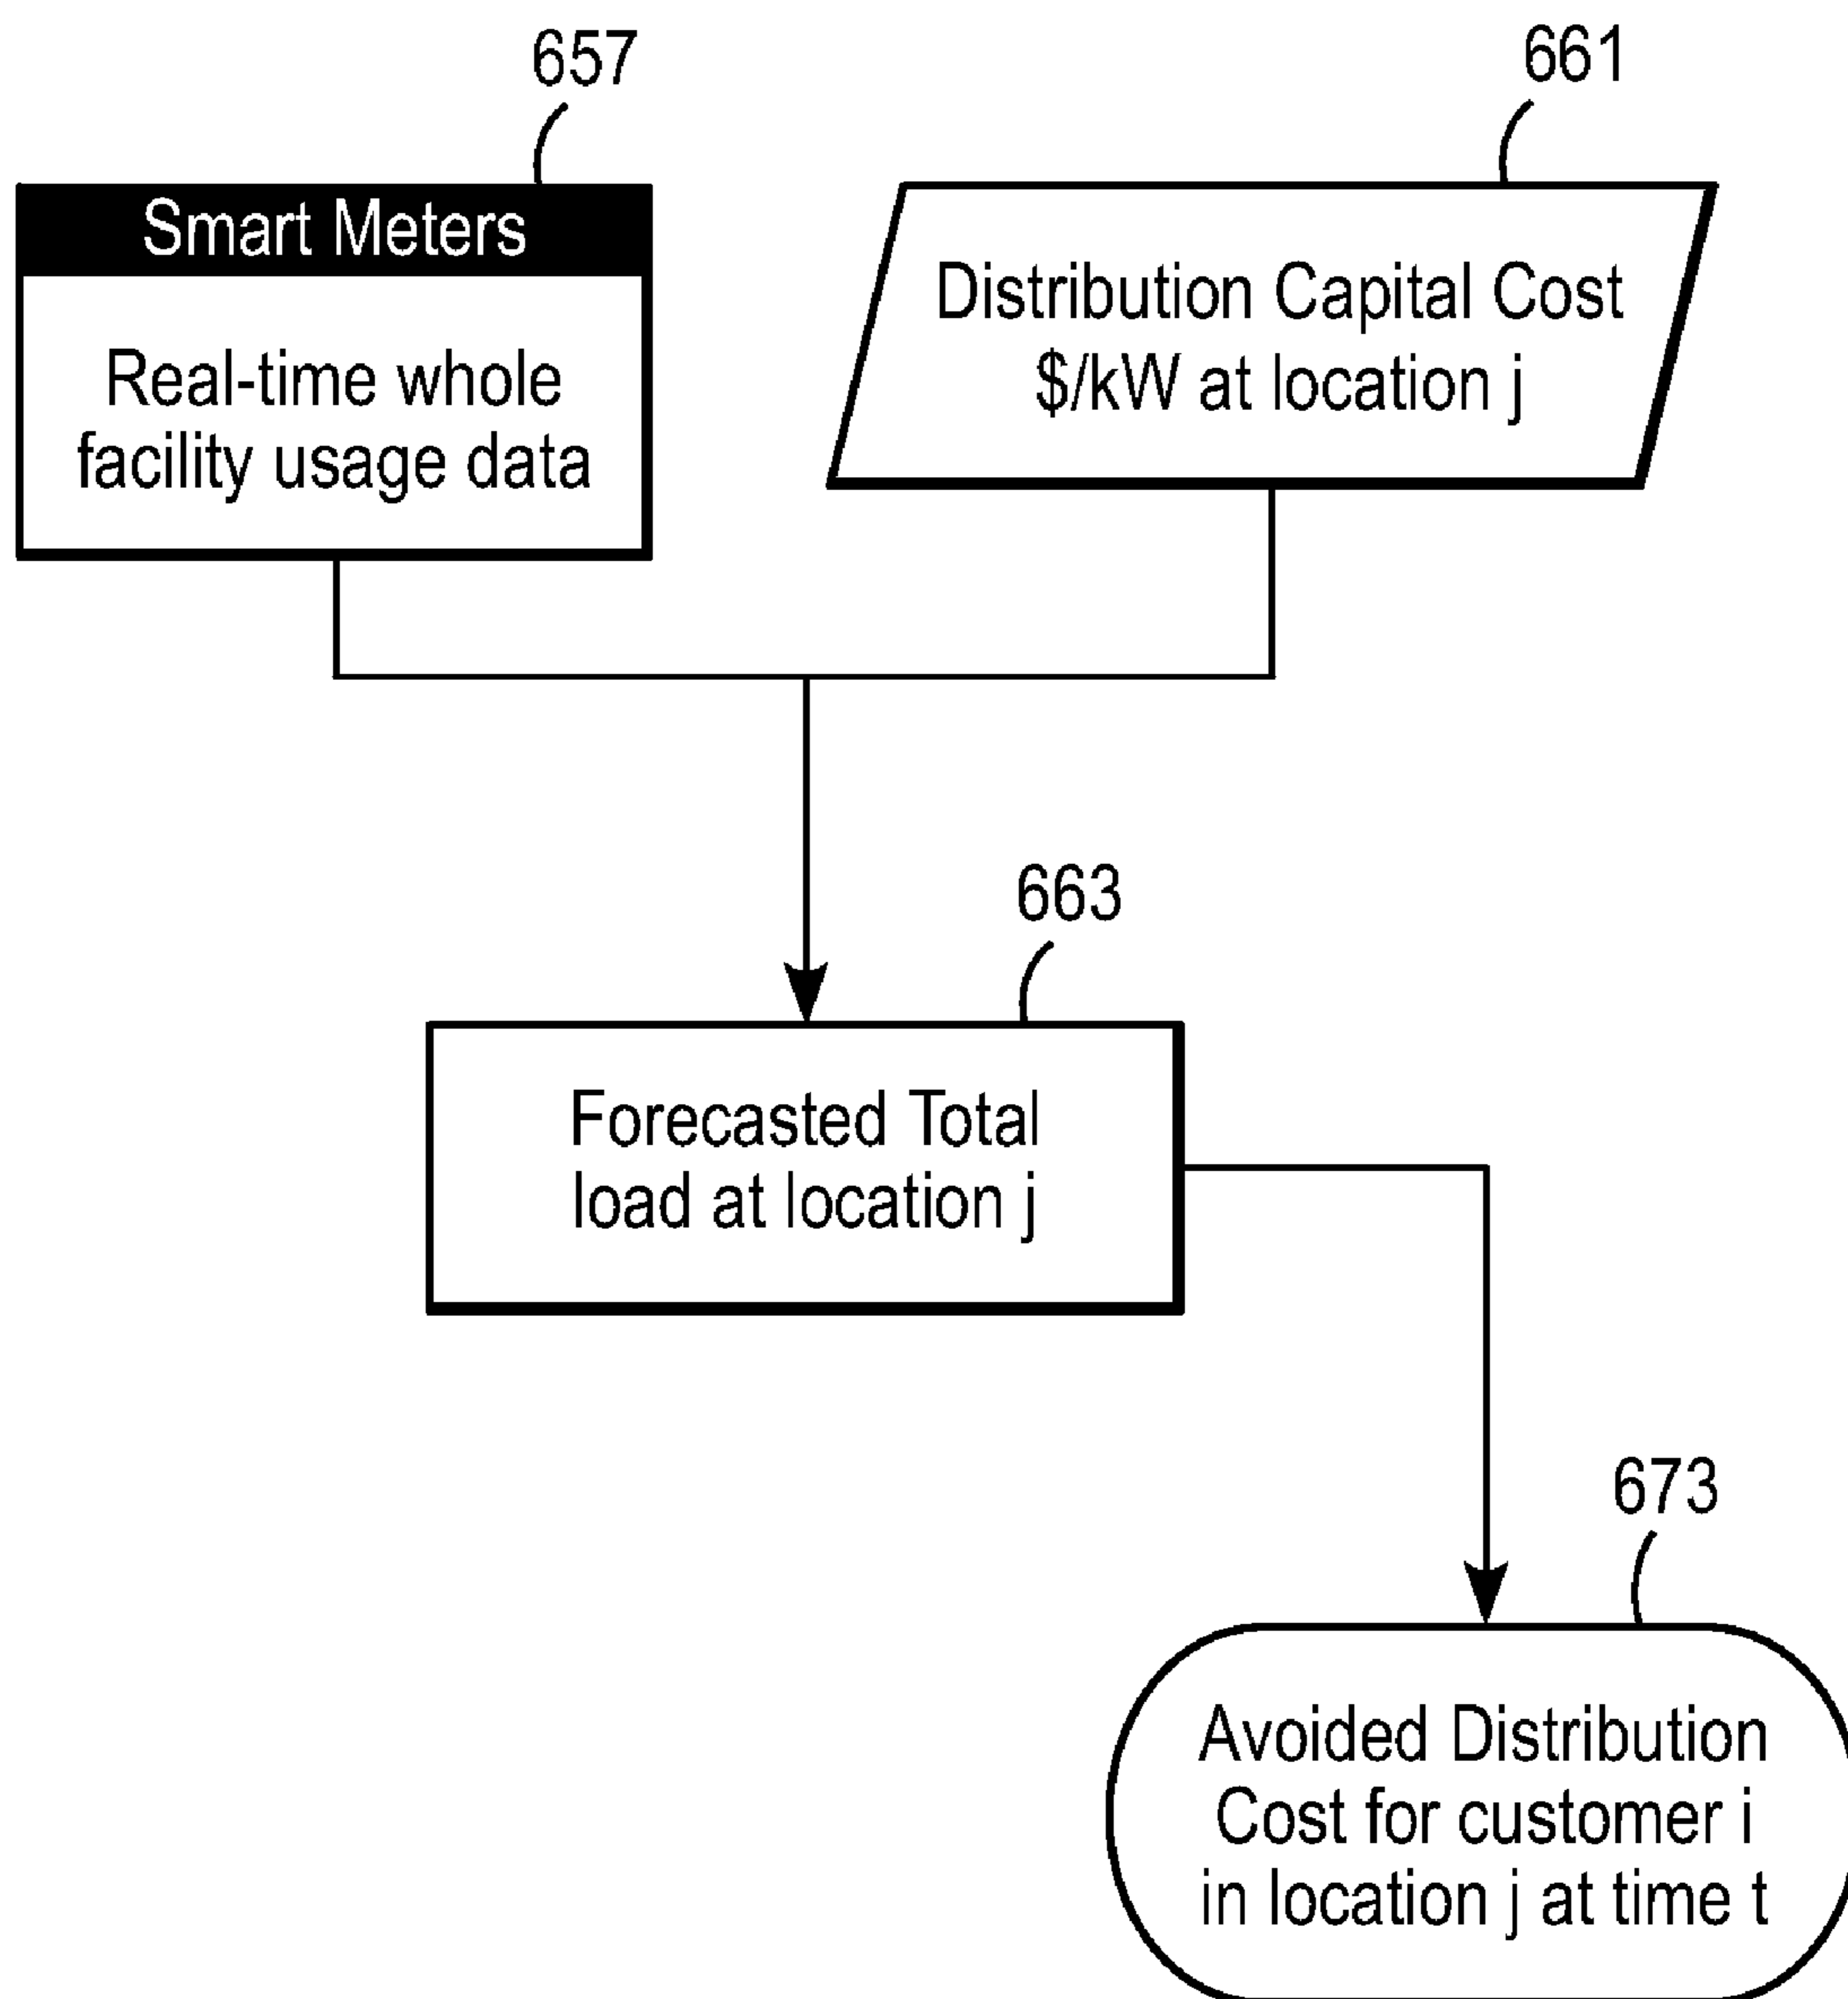 657
661
Smart Meters
Real-time whole
facility usage data
Distribution Capital Cost
$/kW at location j
663
Forecasted Total
load at location j
673
Avoided Distribution
Cost for customer i
in location j at time t